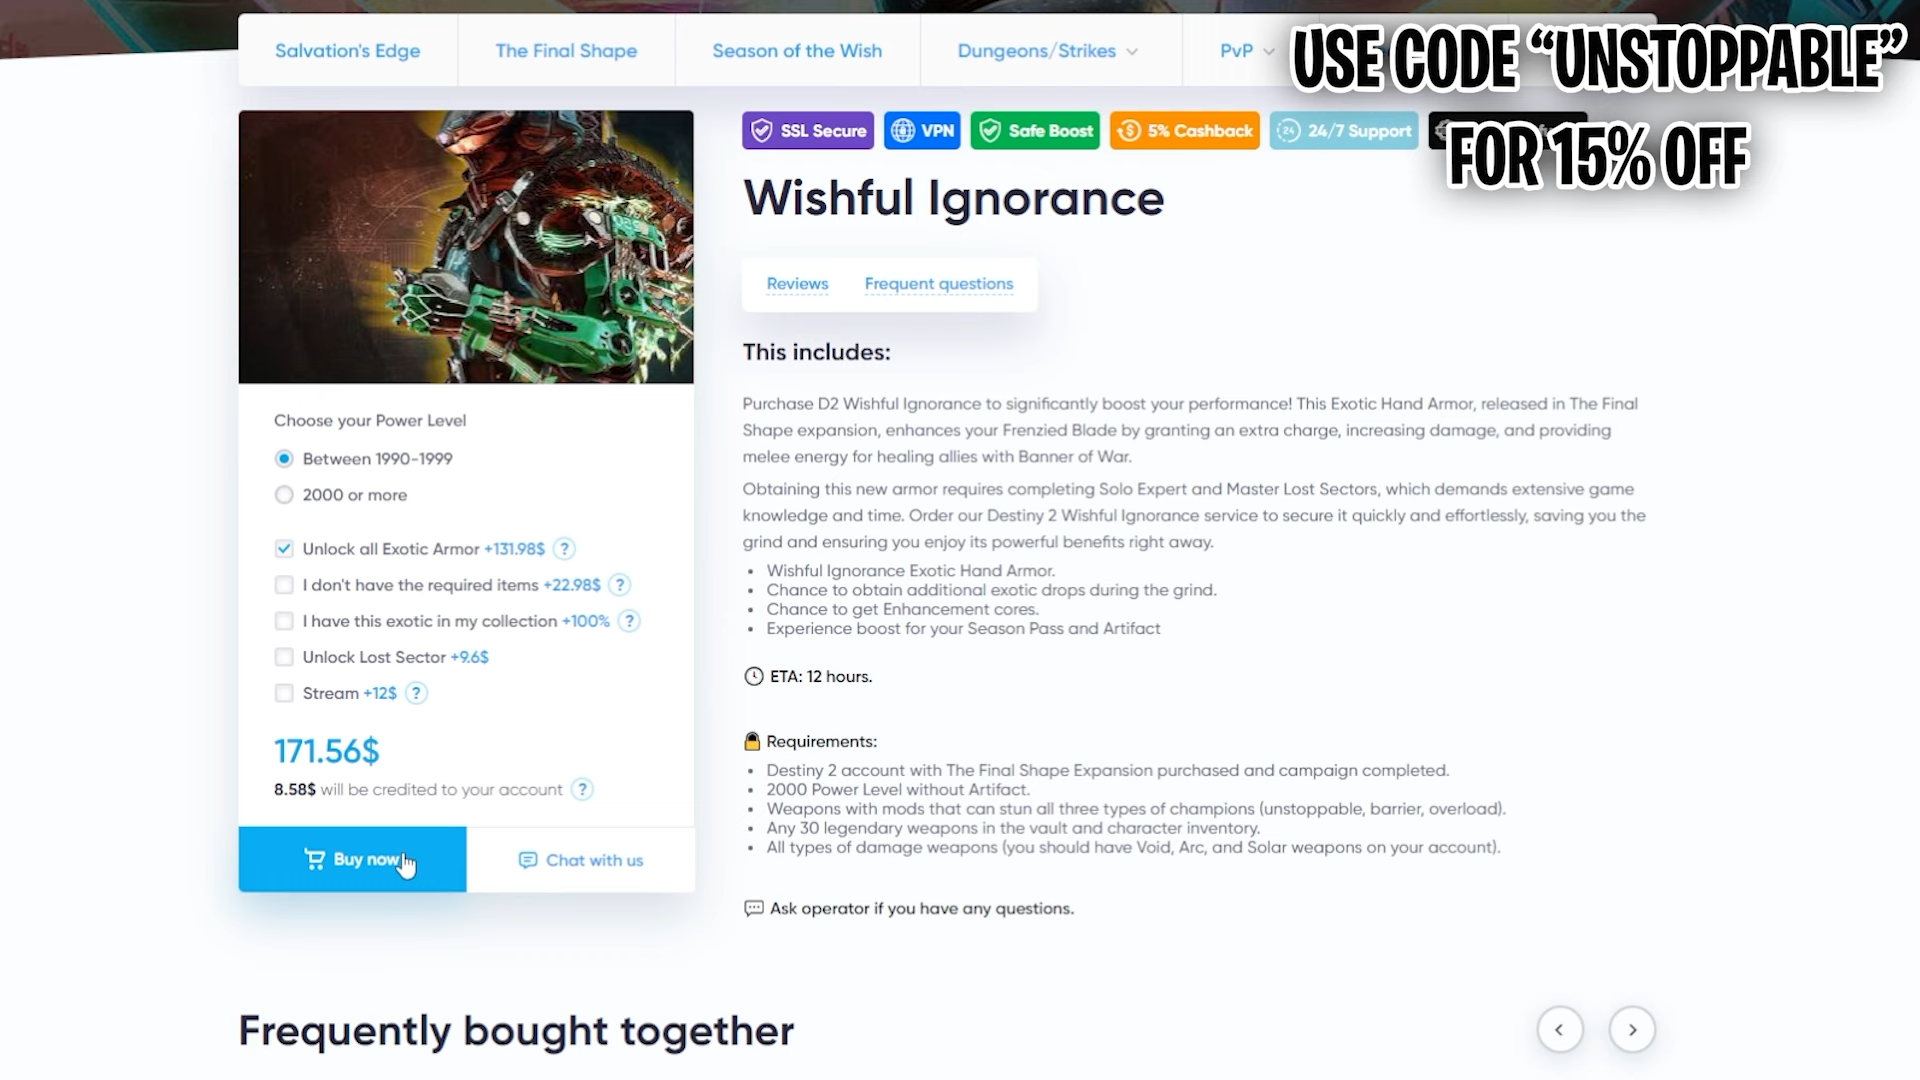 Salvation's Edge
The Final Shape
Season of the Wish
Dungeons/Strikes
PvP
USE CODE “UNSTOPPABLE”
FOR 15% OFF
SSL Secure
VPN
Safe Boost
5% Cashback
24/7 Support
Wishful Ignorance
Reviews
Frequent questions
This includes:
Purchase D2 Wishful Ignorance to significantly boost your performance! This Exotic Hand Armor, released in The Final
Shape expansion, enhances your Frenzied Blade by granting an extra charge, increasing damage, and providing
melee energy for healing allies with Banner of War.
Obtaining this new armor requires completing Solo Expert and Master Lost Sectors, which demands extensive game
knowledge and time. Order our Destiny 2 Wishful Ignorance service to secure it quickly and effortlessly, saving you the
grind and ensuring you enjoy its powerful benefits right away.
• Wishful Ignorance Exotic Hand Armor.
• Chance to obtain additional exotic drops during the grind.
• Chance to get Enhancement cores.
• Experience boost for your Season Pass and Artifact
ETA: 12 hours.
Requirements:
• Destiny 2 account with The Final Shape Expansion purchased and campaign completed.
• 2000 Power Level without Artifact.
• Weapons with mods that can stun all three types of champions (unstoppable, barrier, overload).
• Any 30 legendary weapons in the vault and character inventory.
• All types of damage weapons (you should have Void, Arc, and Solar weapons on your account).
Ask operator if you have any questions.
Choose your Power Level
Between 1990-1999
2000 or more
Unlock all Exotic Armor +131.98$ ?
I don't have the required items +22.98$ ?
I have this exotic in my collection +100% ?
Unlock Lost Sector +9.6$
Stream +12$ ?
171.56$
8.58$ will be credited to your account ?
Buy now
Chat with us
Frequently bought together